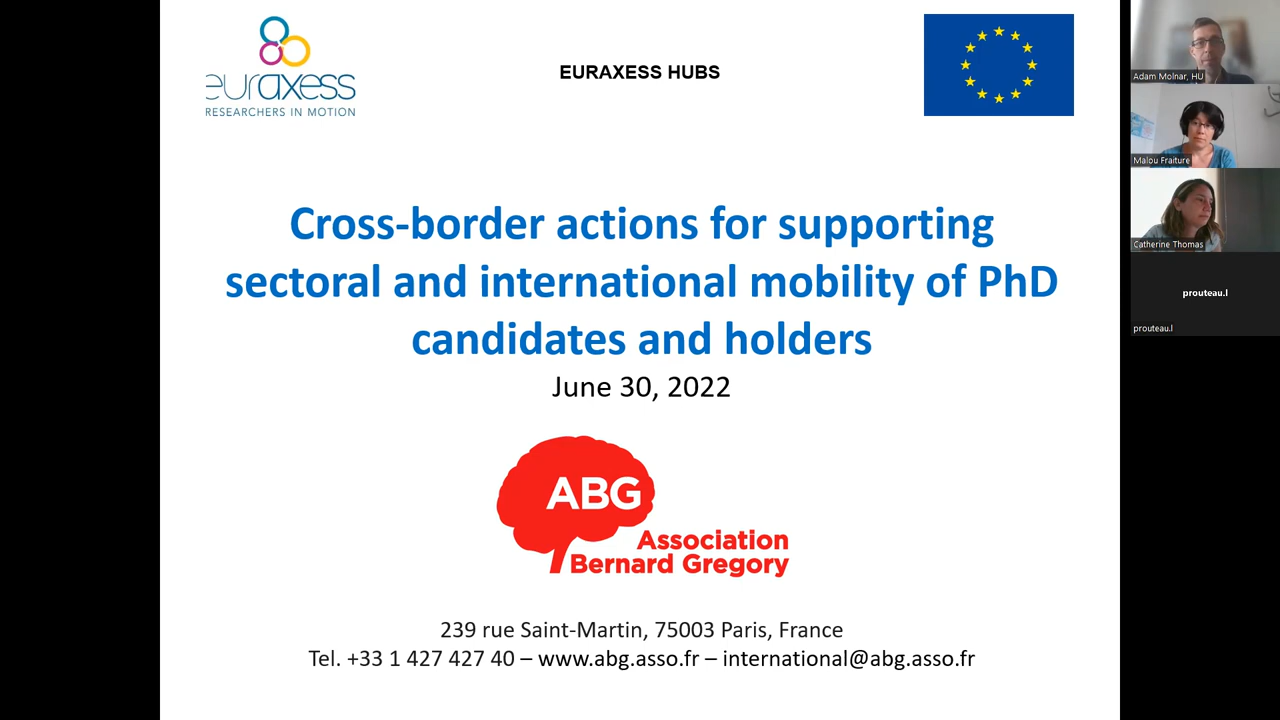 euraxess
RESEARCHERS IN MOTION
EURAXESS HUBS
Cross-border actions for supporting
sectoral and international mobility of PhD
candidates and holders
June 30, 2022
ABG
Association
Bernard Gregory
239 rue Saint-Martin, 75003 Paris, France
Tel. +33 1 427 427 40 – www.abg.asso.fr – international@abg.asso.fr
Adam Molnar, HU
Malou Fraiture
Catherine Thomas
prouteau.l
prouteau.l